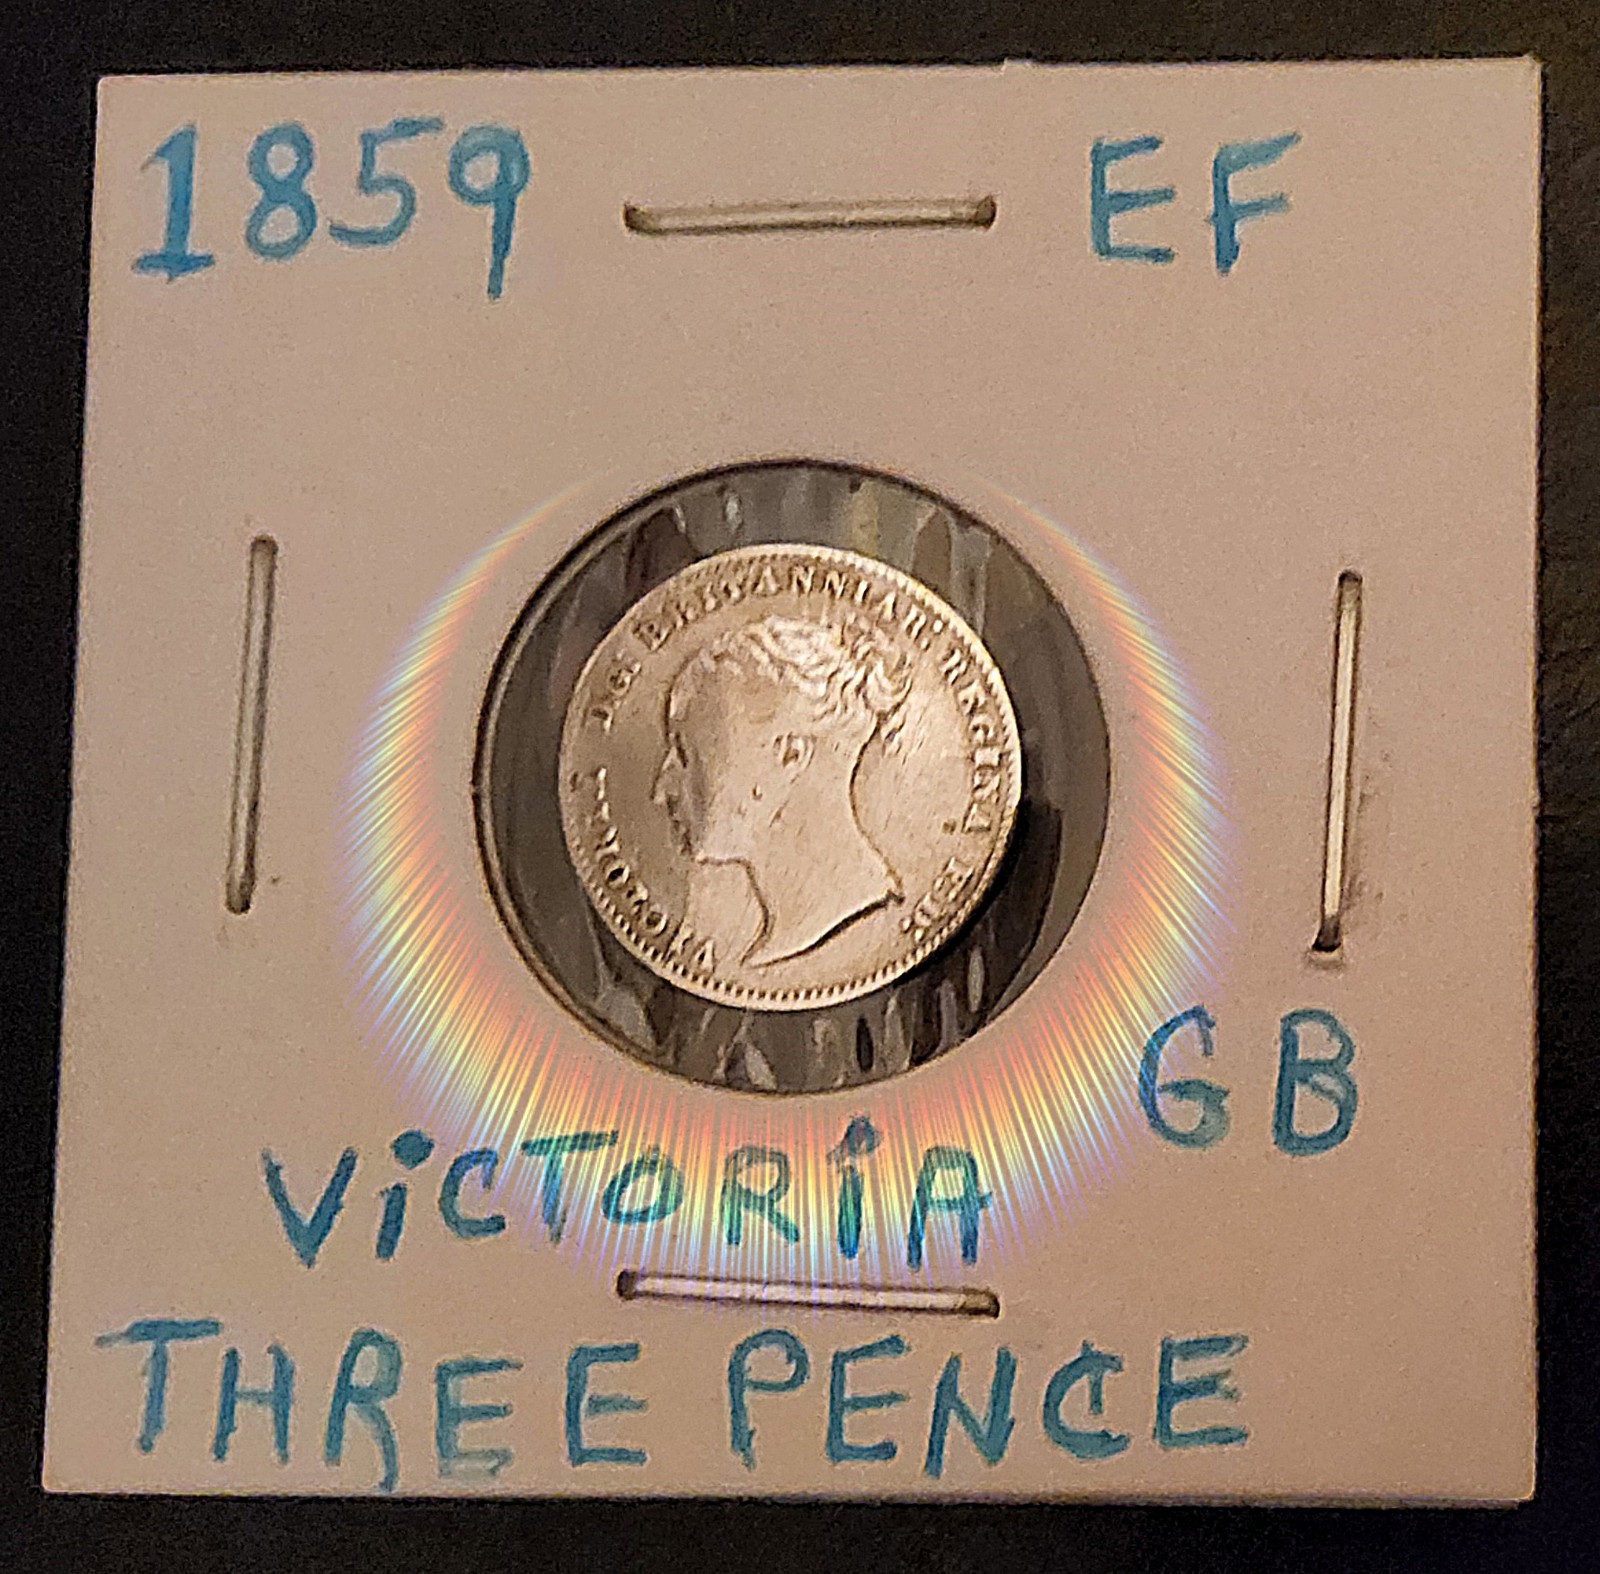 1859 EF
VICTORIA D:G: BRITANNIAR: REGINA F:D:
GB
ViCTORiA
THREE PENCE